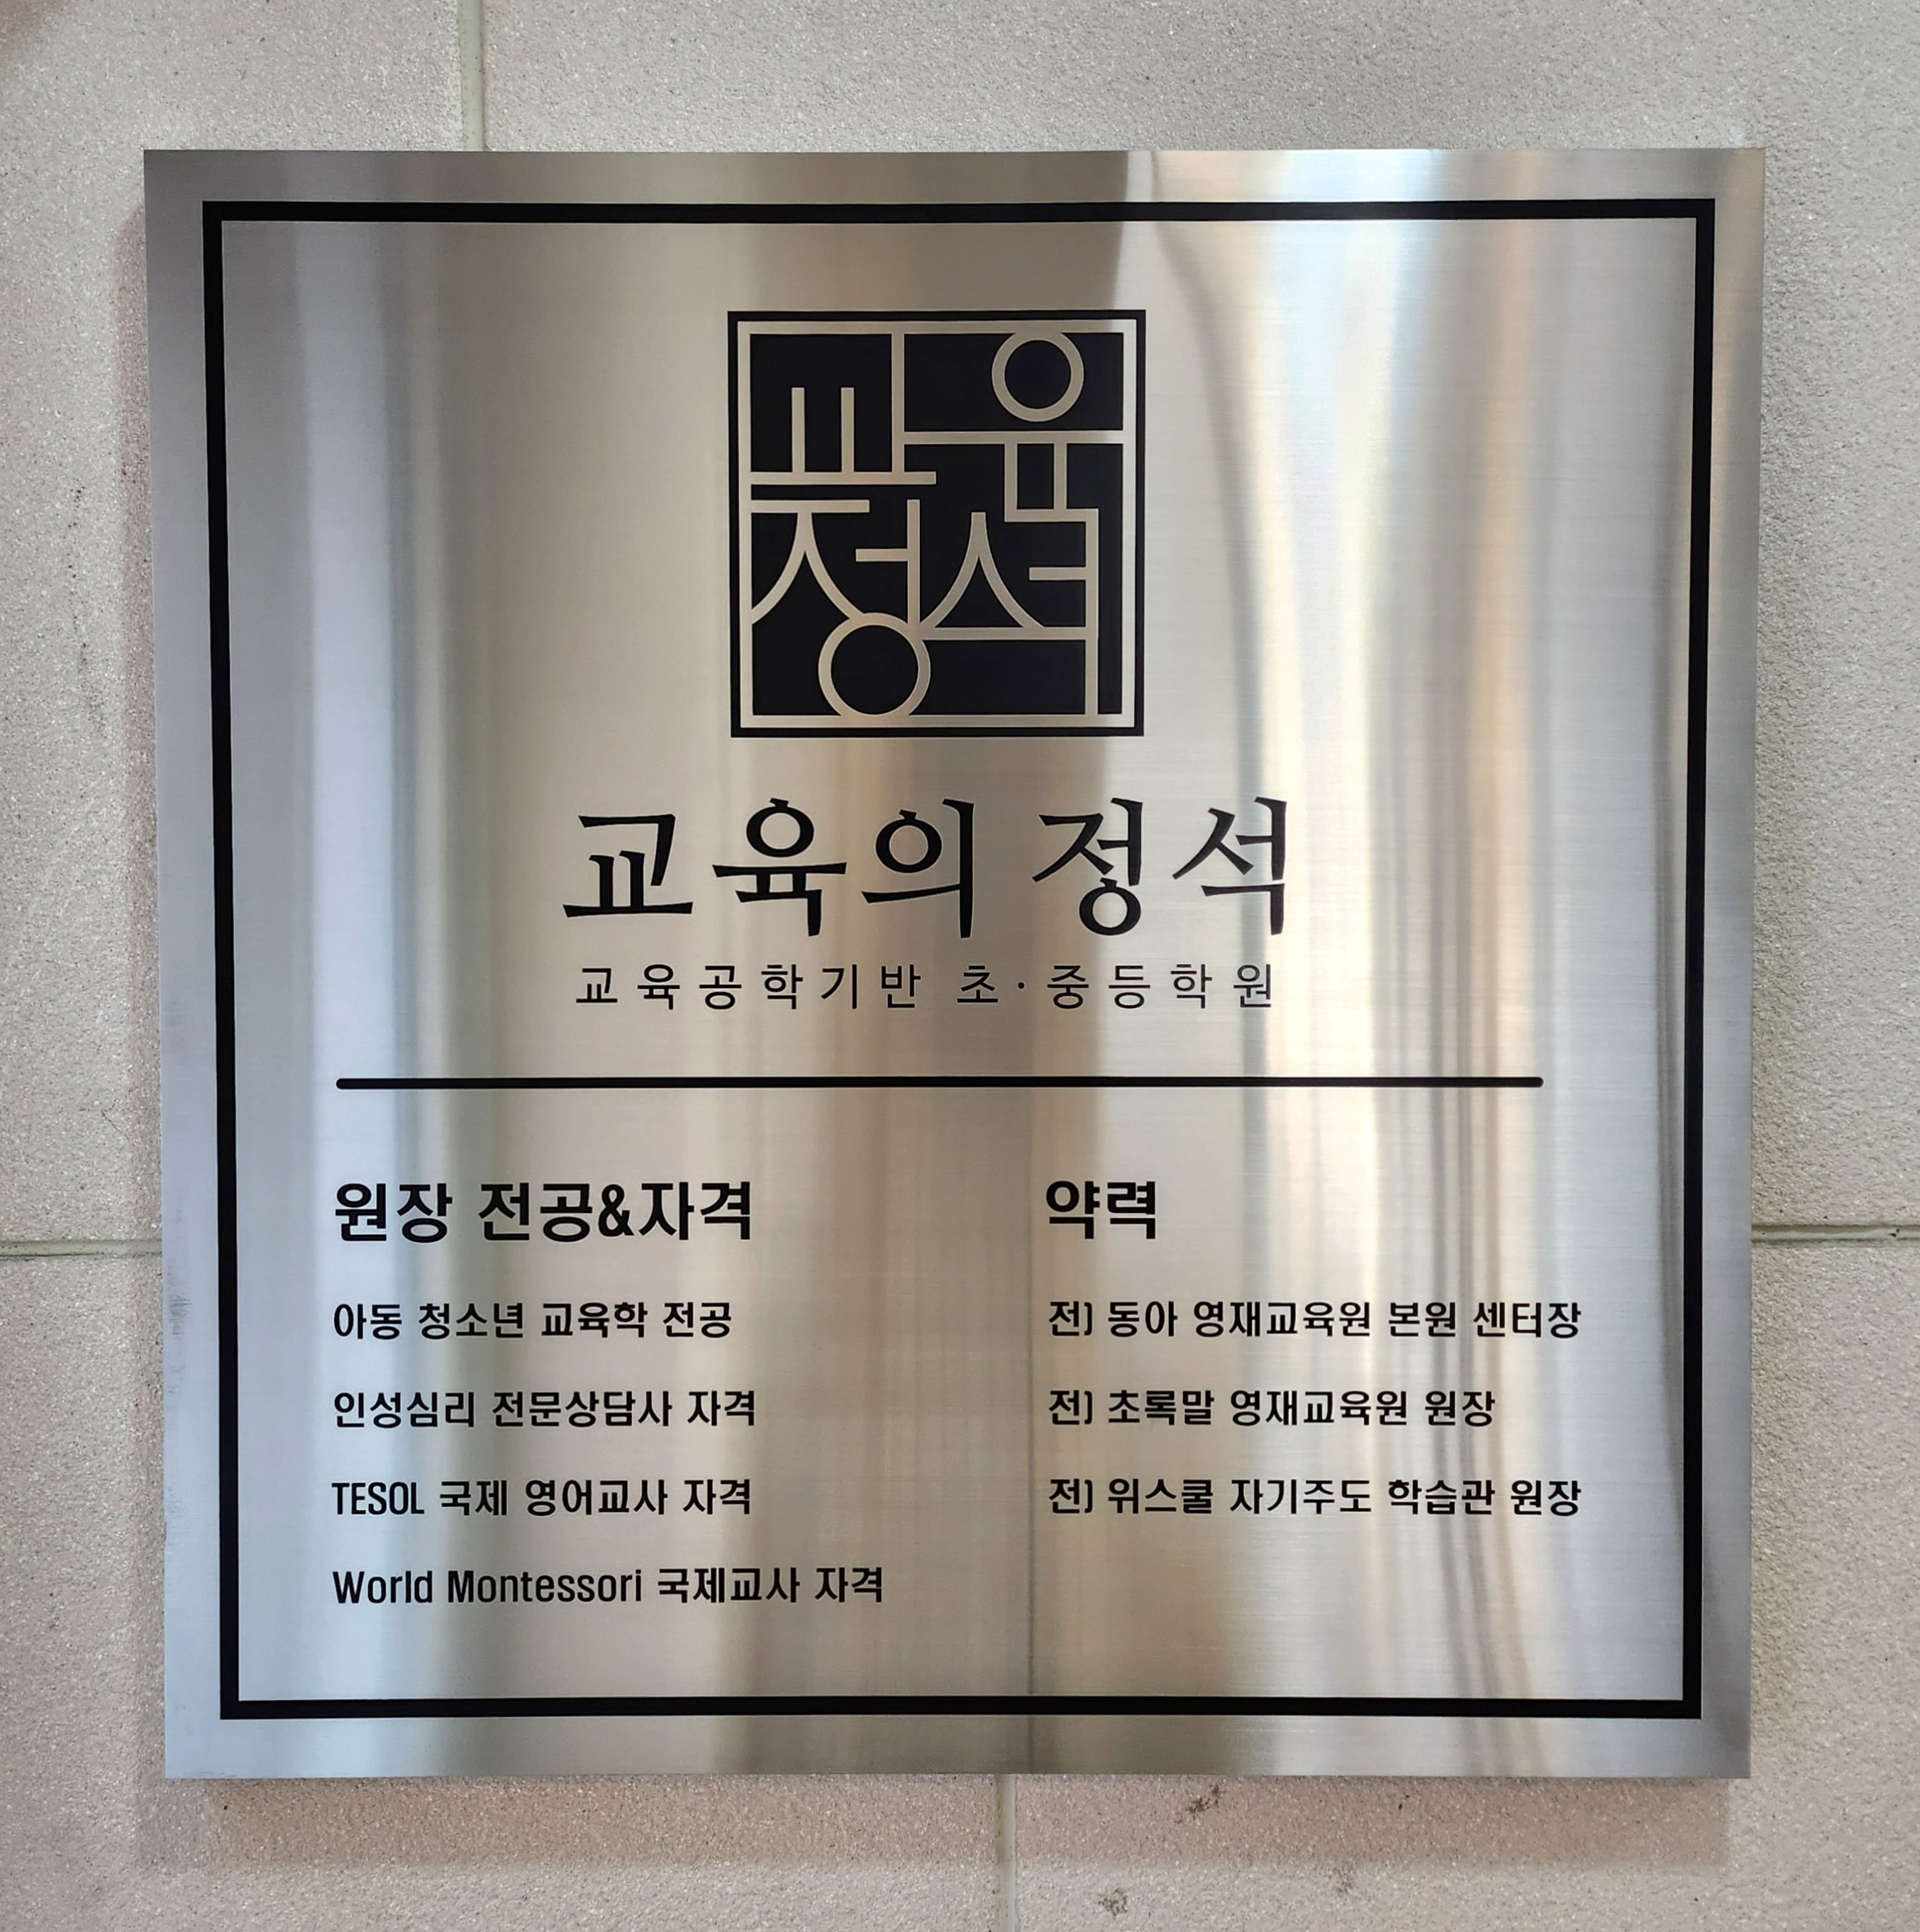 교육
정석
교육의 정석
교육공학기반 초·중등학원
원장 전공&자격
아동 청소년 교육학 전공
인성심리 전문상담사 자격
TESOL 국제 영어교사 자격
World Montessori 국제교사 자격
약력
전) 동아 영재교육원 본원 센터장
전) 초록말 영재교육원 원장
전) 위스쿨 자기주도 학습관 원장